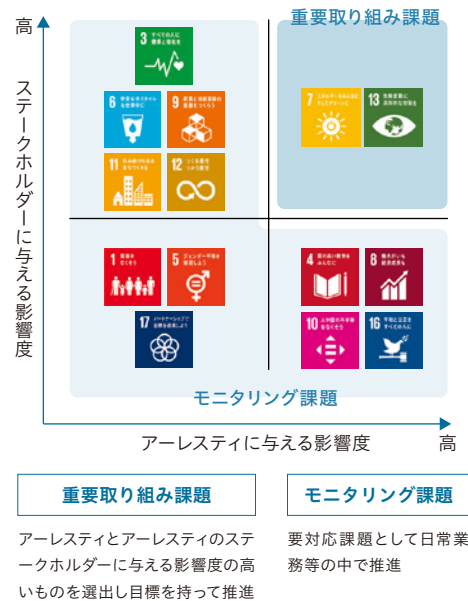 高
重要取り組み課題
ステークホルダーに与える影響度
3 すべての人に
健康と福祉を
6 安全な水とトイレ
を世界中に
9 産業と技術革新の
基盤をつくろう
7 エネルギーをみんなに
そしてクリーンに
13 気候変動に
具体的な対策を
11 住み続けられる
まちづくりを
12 つくる責任
つかう責任
1 貧困を
なくそう
5 ジェンダー平等を
実現しよう
4 質の高い教育を
みんなに
8 働きがいも
経済成長も
17 パートナーシップで
目標を達成しよう
10 人や国の不平等
をなくそう
16 平和と公正を
すべての人に
モニタリング課題
アーレスティに与える影響度
高
重要取り組み課題
アーレスティとアーレスティのステ
ークホルダーに与える影響度の高
いものを選出し目標を持って推進
モニタリング課題
要対応課題として日常業
務等の中で推進